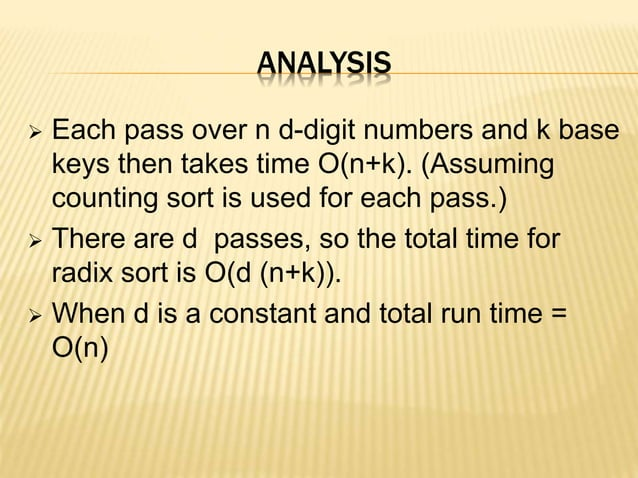 ANALYSIS
Each pass over n d-digit numbers and k base
keys then takes time O(n+k). (Assuming
counting sort is used for each pass.)
There are d passes, so the total time for
radix sort is O(d (n+k)).
When d is a constant and total run time =
O(n)